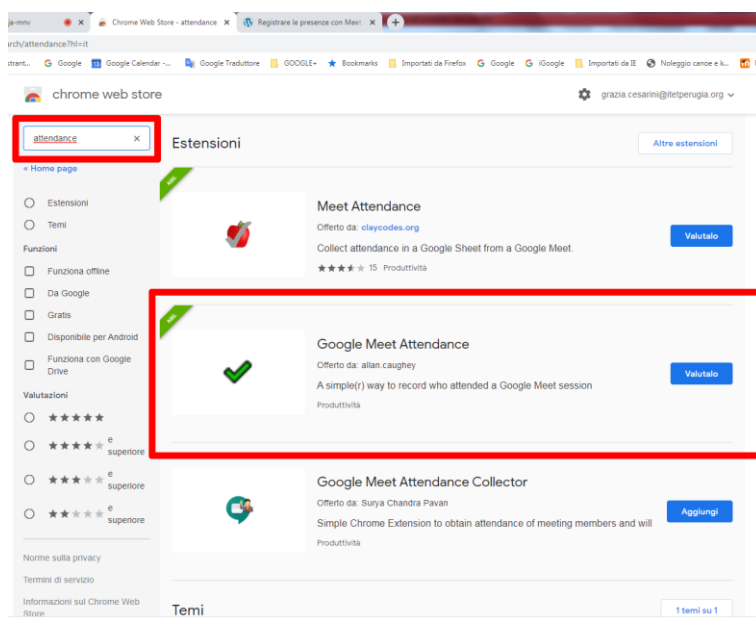 ja-mnv × Chrome Web Store - attendance × Registrare le presenze con Meet × +
rch/attendance?hl=it
strant... G Google Google Calendar -... Google Traduttore GOOGLE+ Bookmarks Importati da Firefox G Google G iGoogle Importati da IE Noleggio canoe e k...
chrome web store grazia.cesarini@itetperugia.org
attendance ×
Estensioni
Altre estensioni
« Home page
Estensioni
Temi
Funzioni
Funziona offline
Da Google
Gratis
Disponibile per Android
Funziona con Google
Drive
Valutazioni
e
superiore
e
superiore
e
superiore
Norme sulla privacy
Termini di servizio
Informazioni sul Chrome Web
Store
Meet Attendance
Offerto da: claycodes.org
Collect attendance in a Google Sheet from a Google Meet.
15 Produttività
Valutalo
Google Meet Attendance
Offerto da: allan.caughey
A simple(r) way to record who attended a Google Meet session
Produttività
Valutalo
Google Meet Attendance Collector
Offerto da: Surya Chandra Pavan
Simple Chrome Extension to obtain attendance of meeting members and will
Produttività
Aggiungi
Temi
1 temi su 1